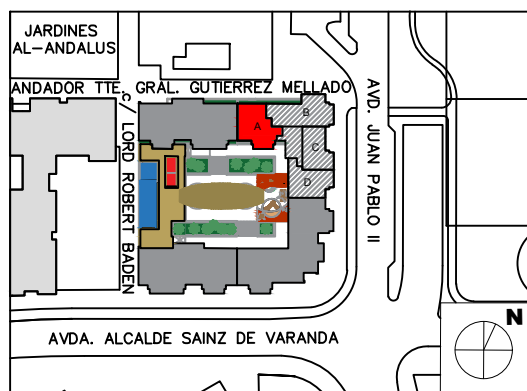 JARDINES
AL-ANDALUS
ANDADOR TTE. GRAL. GUTIERREZ MELLADO
C/ LORD ROBERT BADEN
AVD. JUAN PABLO II
A
B
C
D
AVDA. ALCALDE SAINZ DE VARANDA
N